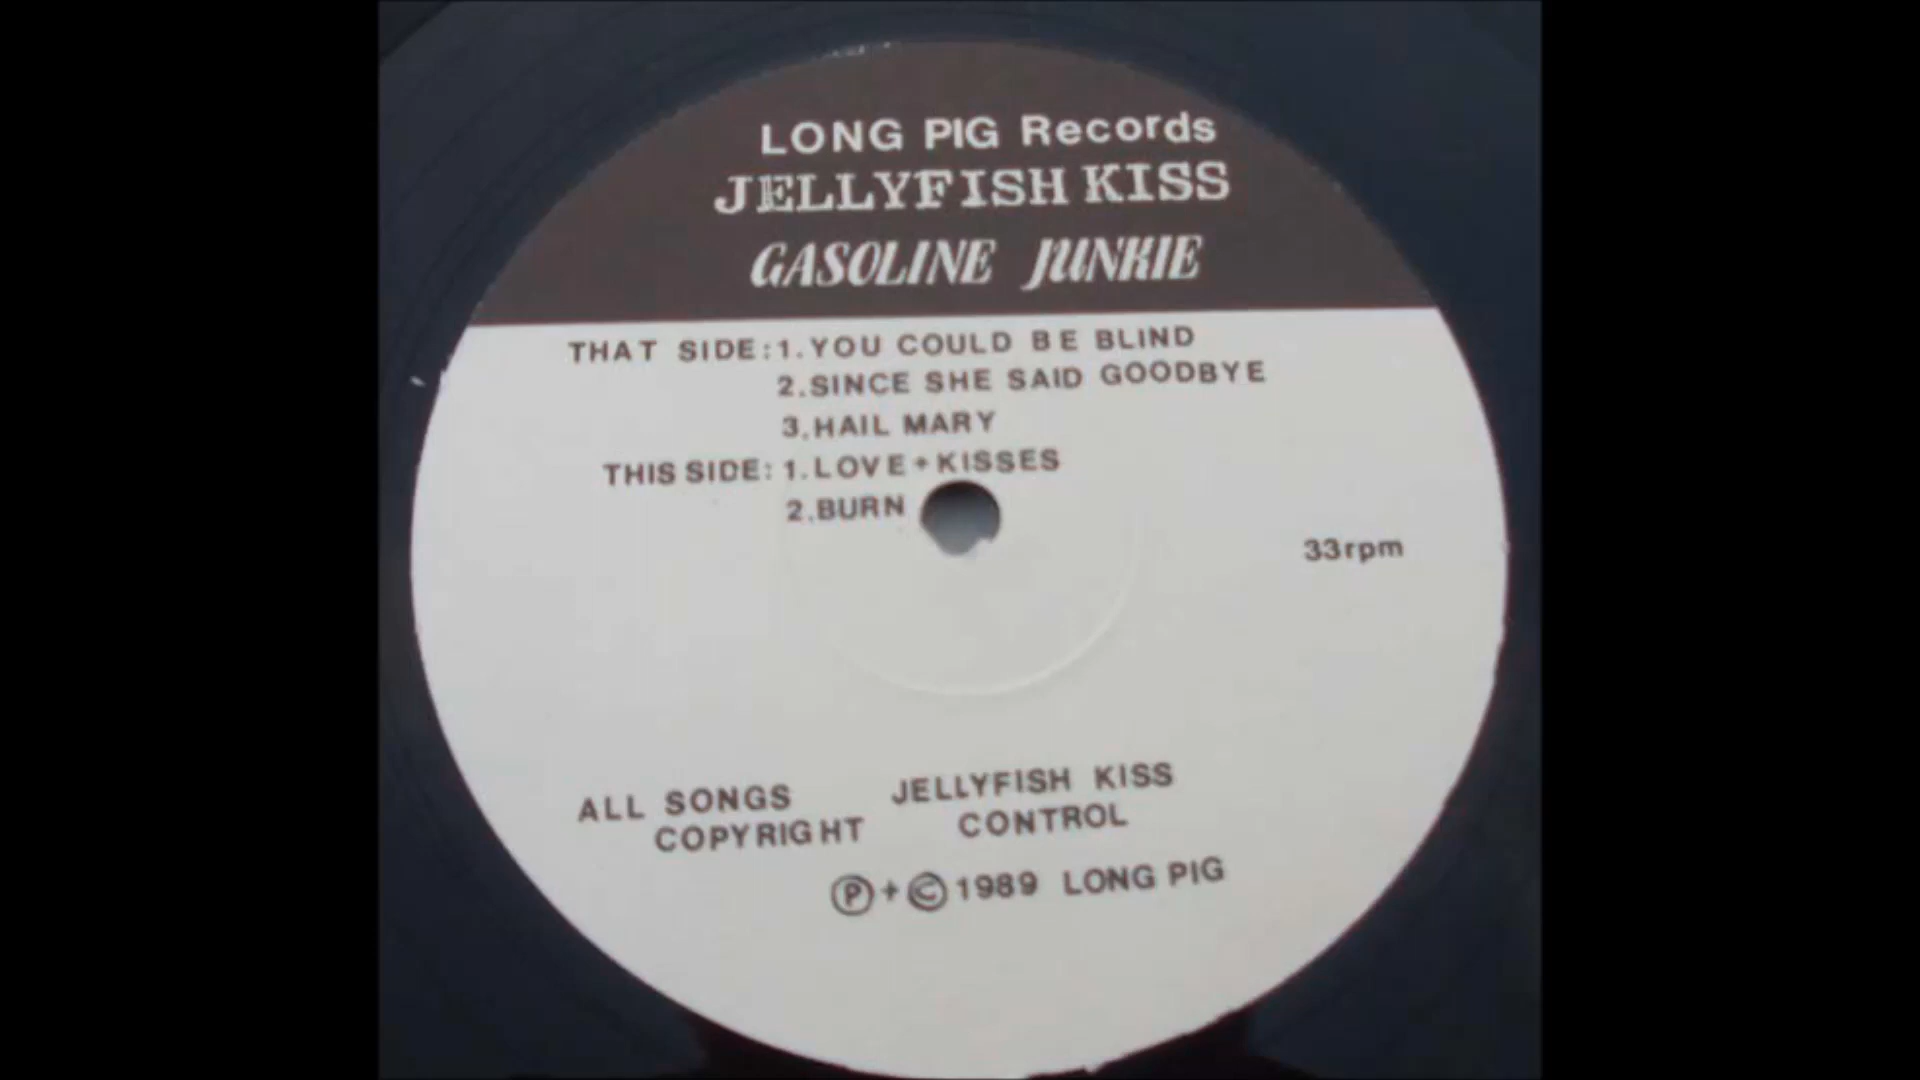 LONG PIG Records
JELLYFISH KISS
GASOLINE JUNKIE
THAT SIDE: 1. YOU COULD BE BLIND
2. SINCE SHE SAID GOODBYE
3. HAIL MARY
THIS SIDE: 1. LOVE + KISSES
2. BURN
33rpm
ALL SONGS JELLYFISH KISS
COPYRIGHT CONTROL
Ⓟ + © 1989 LONG PIG